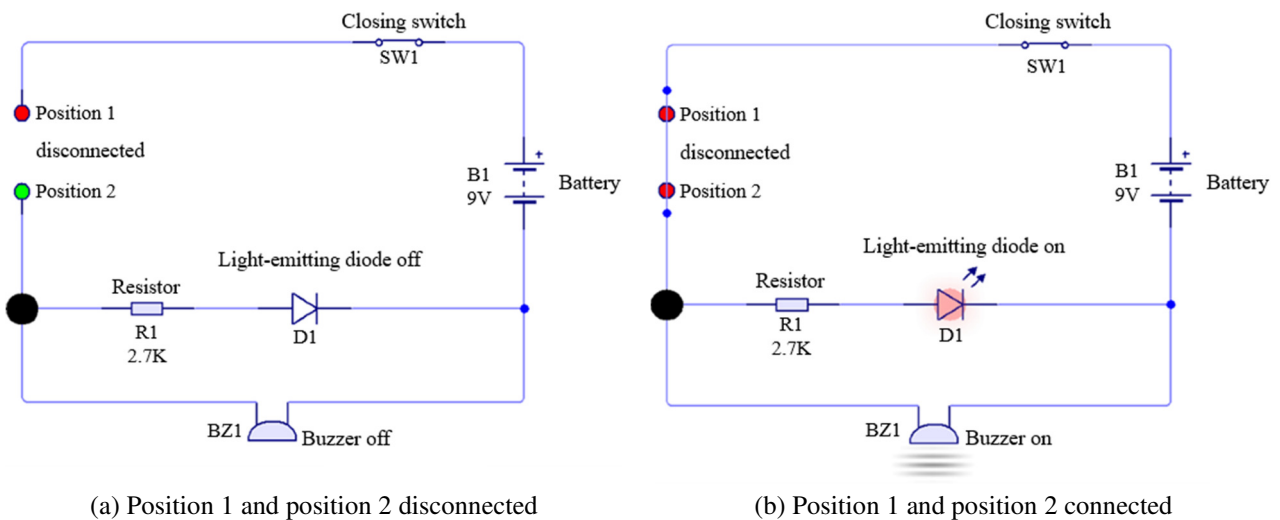 Closing switch
SW1
Position 1
disconnected
Position 2
B1
9V
Battery
+
Light-emitting diode off
Resistor
R1
2.7K
D1
BZ1
Buzzer off
(a) Position 1 and position 2 disconnected
Closing switch
SW1
Position 1
disconnected
Position 2
B1
9V
Battery
+
Light-emitting diode on
Resistor
R1
2.7K
D1
BZ1
Buzzer on
(b) Position 1 and position 2 connected